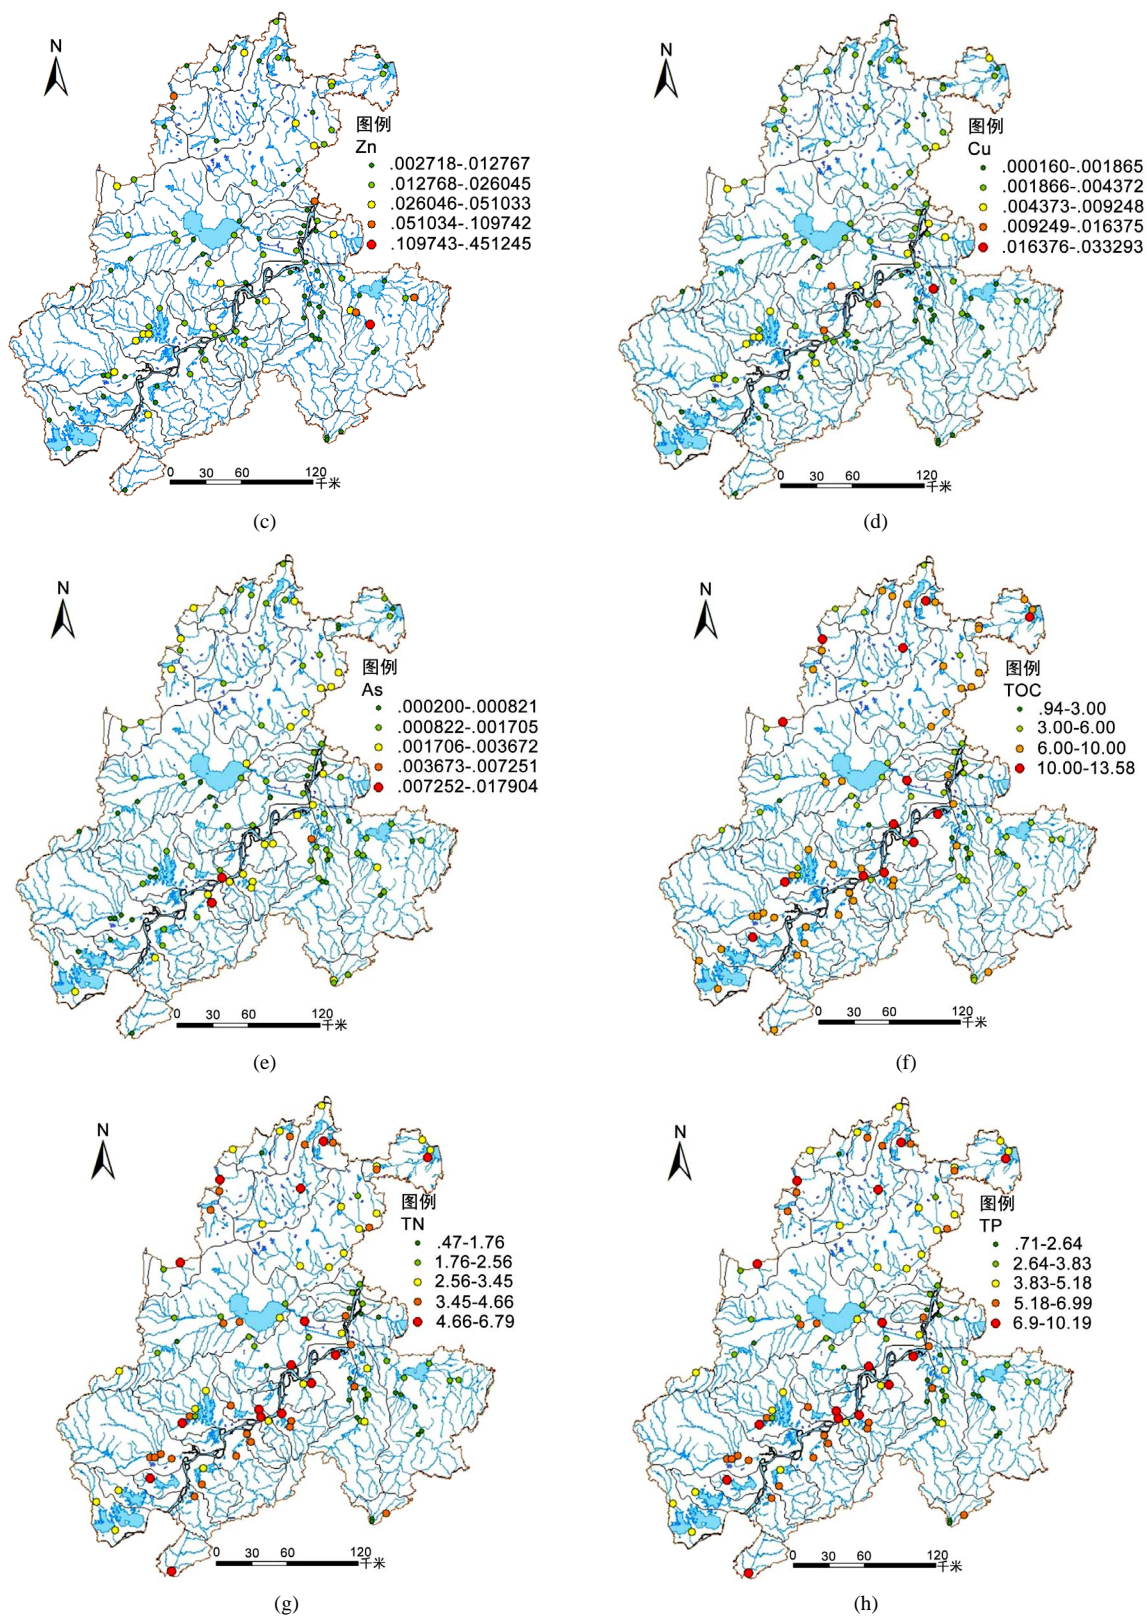 N
图例
Zn
.002718-.012767
.012768-.026045
.026046-.051033
.051034-.109742
.109743-.451245
0 30 60 120
千米
(c)
N
图例
Cu
.000160-.001865
.001866-.004372
.004373-.009248
.009249-.016375
.016376-.033293
0 30 60 120
千米
(d)
N
图例
As
.000200-.000821
.000822-.001705
.001706-.003672
.003673-.007251
.007252-.017904
0 30 60 120
千米
(e)
N
图例
TOC
.94-3.00
3.00-6.00
6.00-10.00
10.00-13.58
0 30 60 120
千米
(f)
N
图例
TN
.47-1.76
1.76-2.56
2.56-3.45
3.45-4.66
4.66-6.79
0 30 60 120
千米
(g)
N
图例
TP
.71-2.64
2.64-3.83
3.83-5.18
5.18-6.99
6.9-10.19
0 30 60 120
千米
(h)